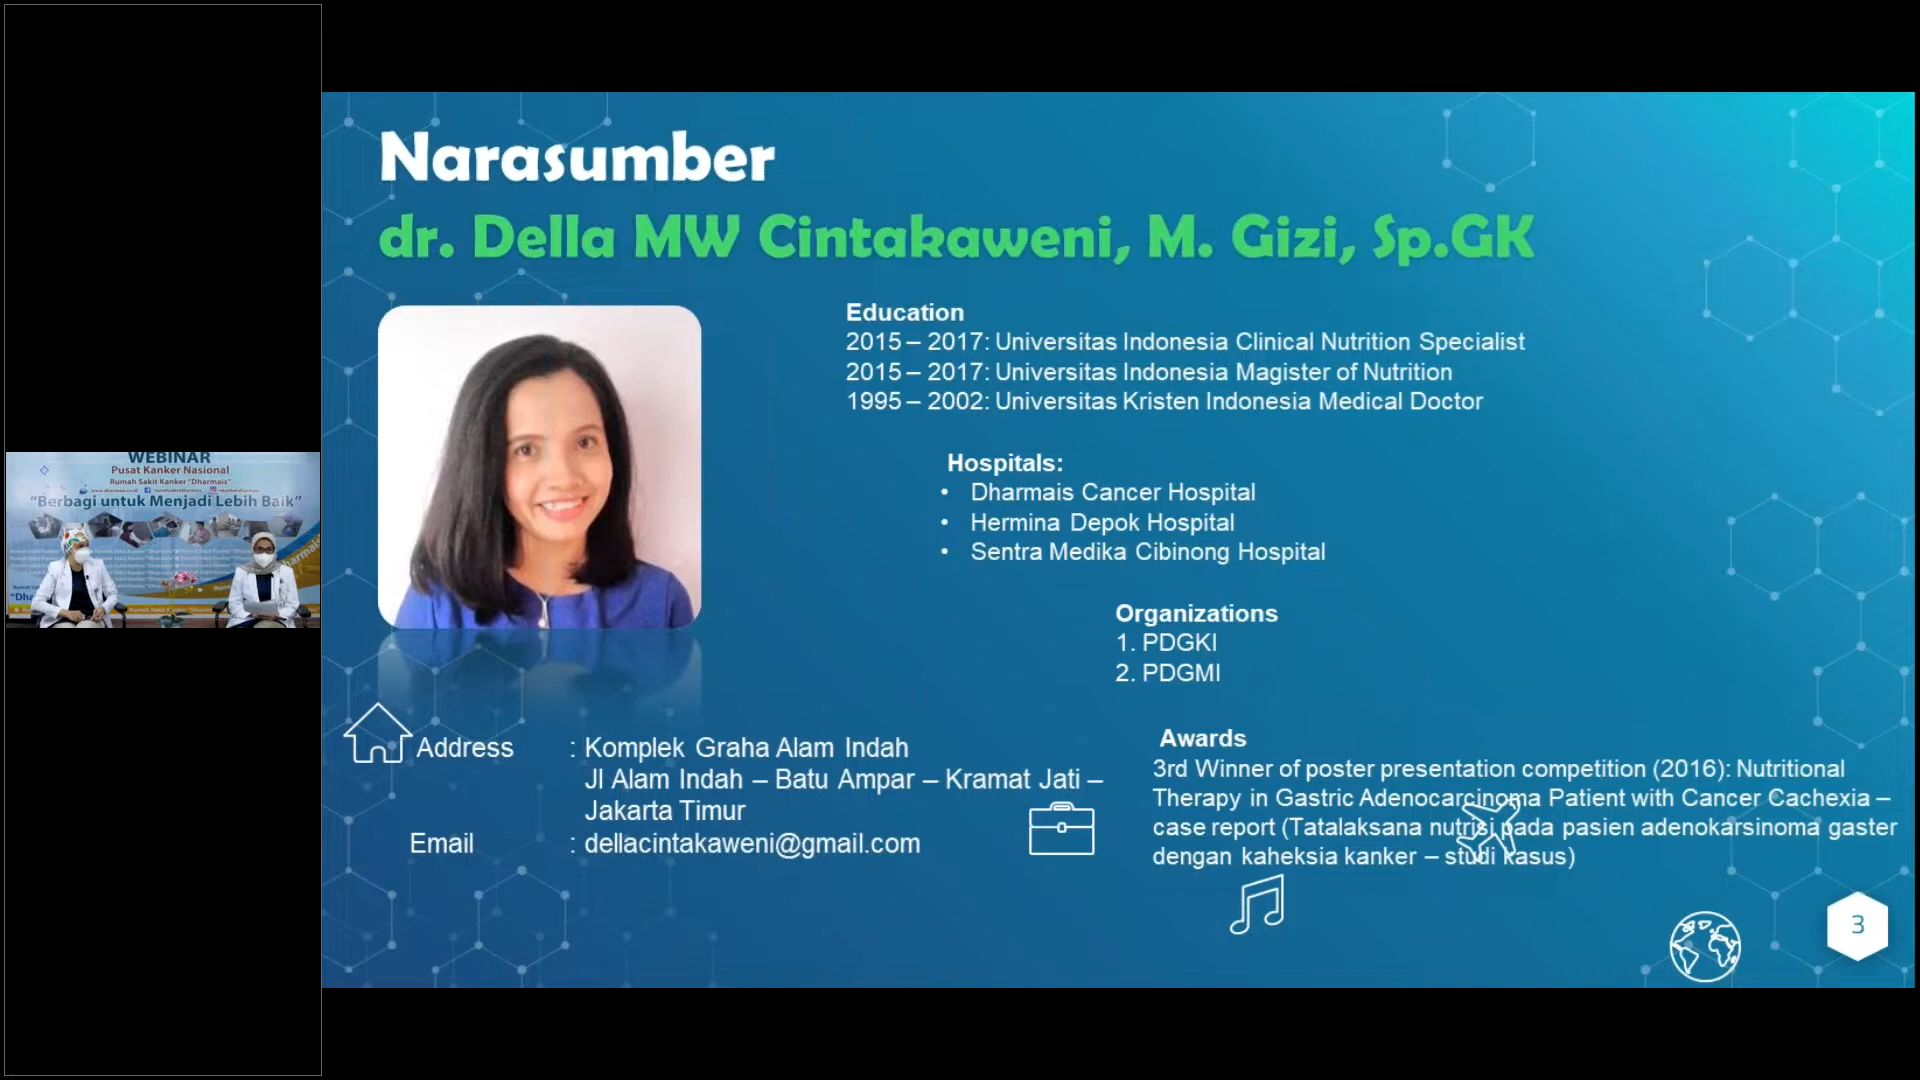 WEBINAR
Pusat Kanker Nasional
Rumah Sakit Kanker "Dharmais"
"Berbagi untuk Menjadi Lebih Baik"
Narasumber
dr. Della MW Cintakaweni, M. Gizi, Sp.GK
Education
2015 – 2017: Universitas Indonesia Clinical Nutrition Specialist
2015 – 2017: Universitas Indonesia Magister of Nutrition
1995 – 2002: Universitas Kristen Indonesia Medical Doctor
Hospitals:
• Dharmais Cancer Hospital
• Hermina Depok Hospital
• Sentra Medika Cibinong Hospital
Organizations
1. PDGKI
2. PDGMI
Address : Komplek Graha Alam Indah
Jl Alam Indah – Batu Ampar – Kramat Jati –
Jakarta Timur
Email : dellacintakaweni@gmail.com
Awards
3rd Winner of poster presentation competition (2016): Nutritional
Therapy in Gastric Adenocarcinoma Patient with Cancer Cachexia –
case report (Tatalaksana nutrisi pada pasien adenokarsinoma gaster
dengan kaheksia kanker – studi kasus)
3